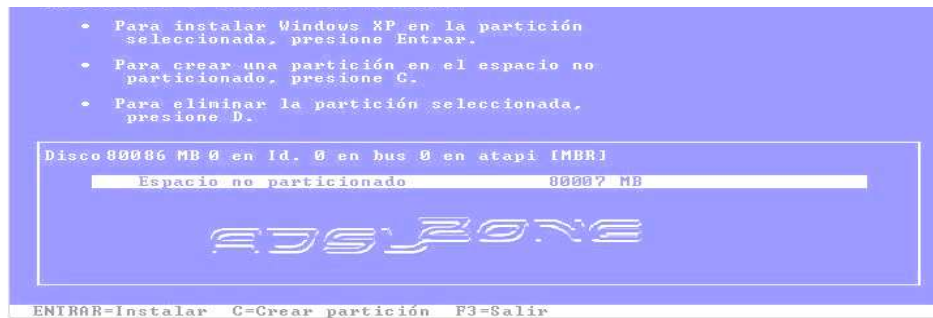 • Para instalar Windows XP en la partición
seleccionada, presione Entrar.
• Para crear una partición en el espacio no
particionado, presione C.
• Para eliminar la partición seleccionada,
presione D.
Disco 80086 MB 0 en Id. 0 en bus 0 en atapi [MBR]
Espacio no particionado 80007 MB
ADSLZONE
ENTRAR=Instalar C=Crear partición F3=Salir